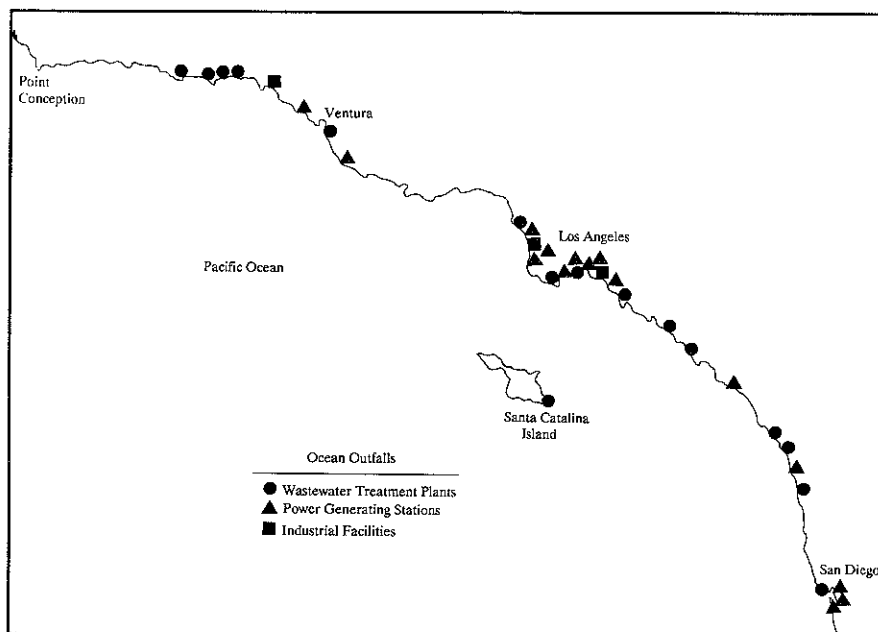 Point
Conception
Ventura
Los Angeles
Pacific Ocean
Santa Catalina
Island
Ocean Outfalls
Wastewater Treatment Plants
Power Generating Stations
Industrial Facilities
San Diego